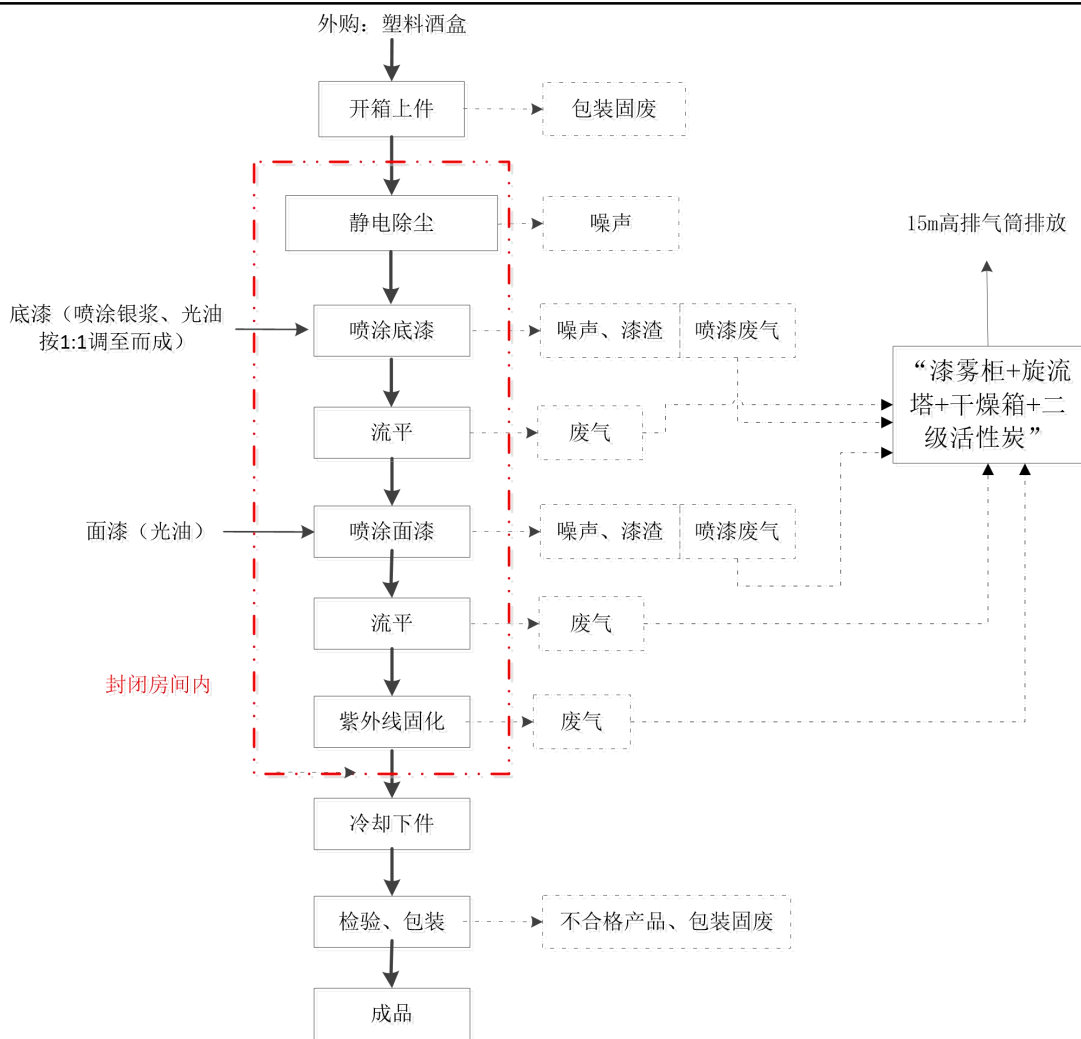 外购：塑料酒盒
开箱上件
包装固废
静电除尘
噪声
15m高排气筒排放
底漆（喷涂银浆、光油
按1:1调至而成）
喷涂底漆
噪声、漆渣
喷漆废气
“漆雾柜+旋流
塔+干燥箱+二
级活性炭”
流平
废气
面漆（光油）
喷涂面漆
噪声、漆渣
喷漆废气
流平
废气
封闭房间内
紫外线固化
废气
冷却下件
检验、包装
不合格产品、包装固废
成品